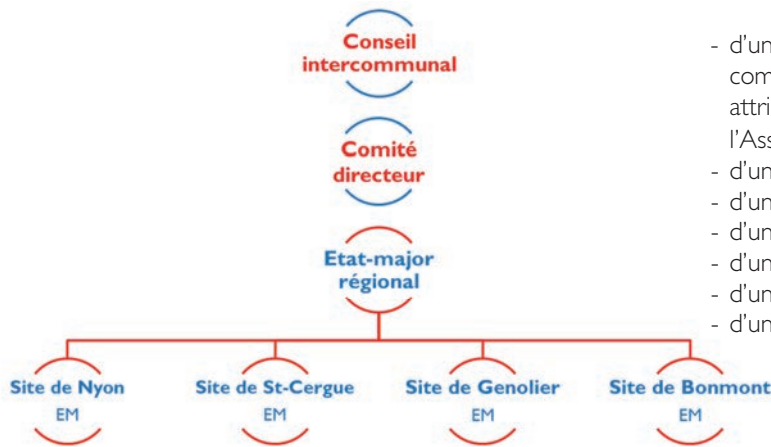 Conseil
intercommunal
Comité
directeur
Etat-major
régional
Site de Nyon
EM
Site de St-Cergue
EM
Site de Genolier
EM
Site de Bonmont
EM
- d'un
com
attri
l'Ass
- d'un
- d'un
- d'un
- d'un
- d'un
- d'un